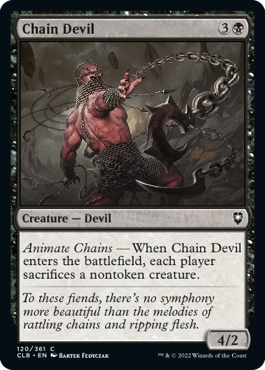 Chain Devil 3
Creature — Devil
Animate Chains — When Chain Devil
enters the battlefield, each player
sacrifices a nontoken creature.
To these fiends, there's no symphony
more beautiful than the melodies of
rattling chains and ripping flesh.
4/2
120/361 C
CLB • EN Bartek Fedyczak
™ & © 2022 Wizards of the Coast